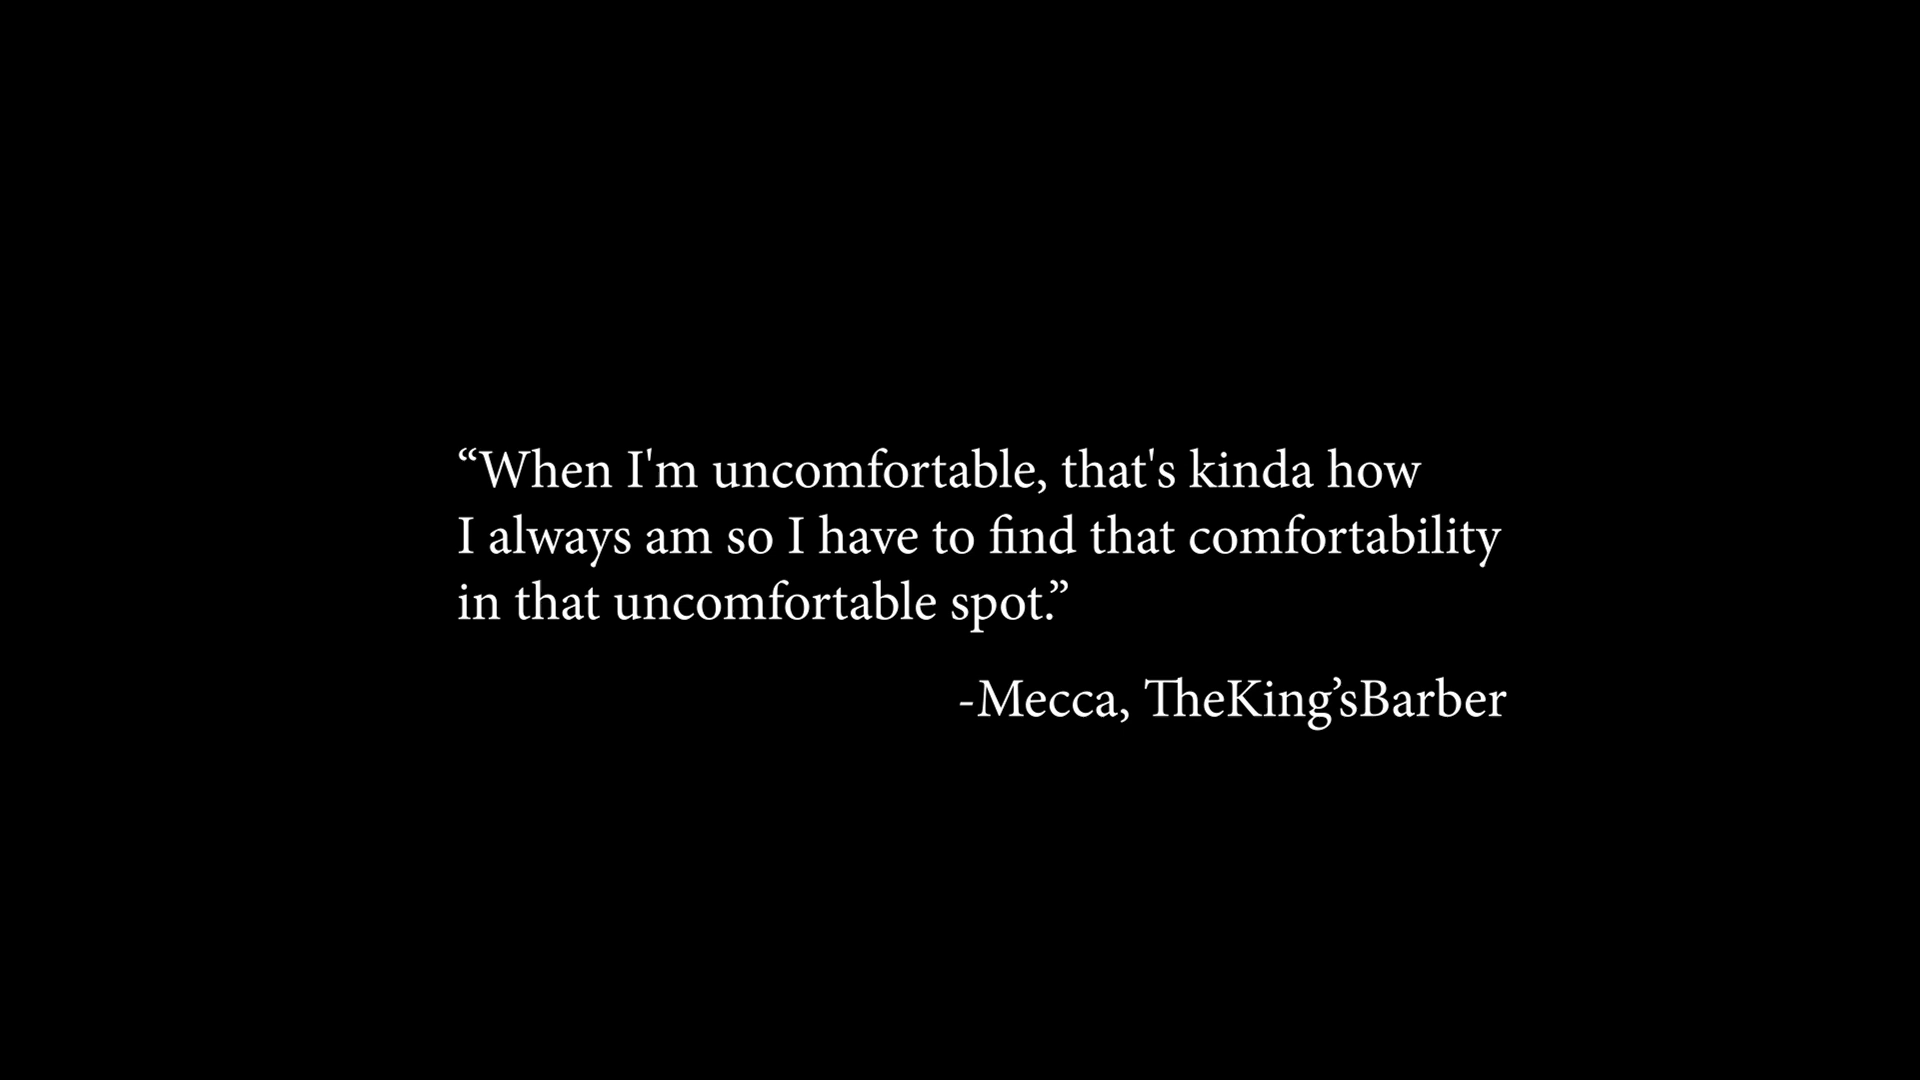 “When I'm uncomfortable, that's kinda how
I always am so I have to find that comfortability
in that uncomfortable spot.”
-Mecca, TheKing’sBarber